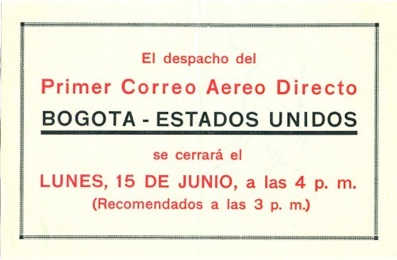 El despacho del
Primer Correo Aereo Directo
BOGOTA - ESTADOS UNIDOS
se cerrará el
LUNES, 15 DE JUNIO, a las 4 p. m.
(Recomendados a las 3 p. m.)